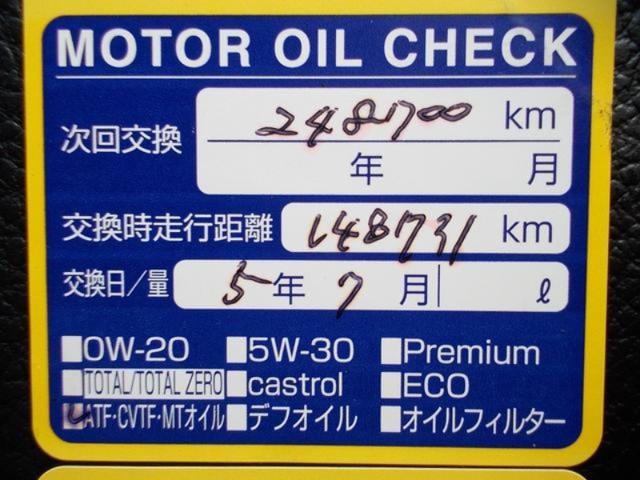 MOTOR OIL CHECK
次回交換 248700 km
年 月
交換時走行距離 148731 km
交換日/量 5年 7月 ℓ
0W-20 5W-30 Premium
TOTAL/TOTAL ZERO castrol ECO
ATF・CVTF・MTオイル デフオイル オイルフィルター